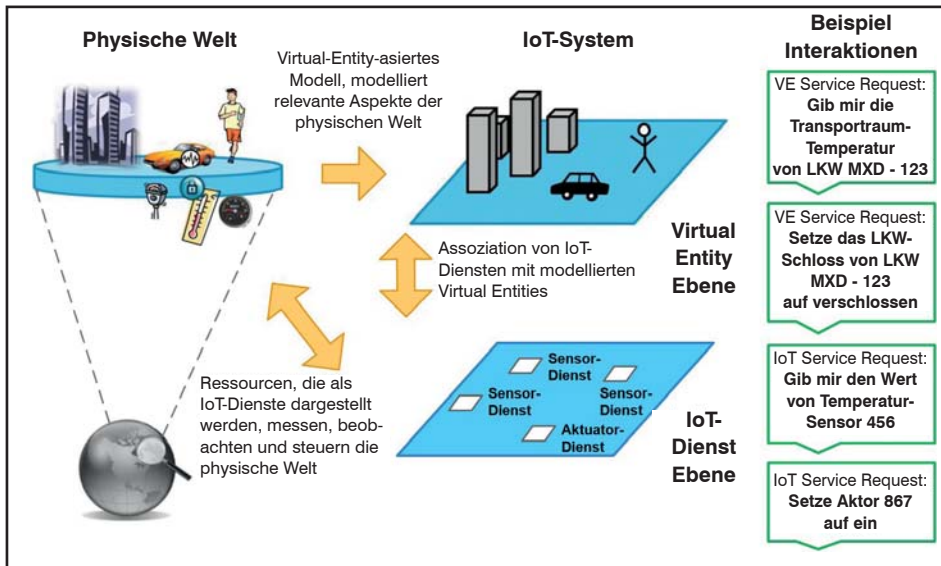 Physische Welt
Virtual-Entity-asiertes
Modell, modelliert
relevante Aspekte der
physischen Welt
IoT-System
Beispiel
Interaktionen
VE Service Request:
Gib mir die
Transportraum-
Temperatur
von LKW MXD - 123
Virtual
Entity
Ebene
VE Service Request:
Setze das LKW-
Schloss von LKW
MXD - 123
auf verschlossen
Assoziation von IoT-
Diensten mit modellierten
Virtual Entities
Ressourcen, die als
IoT-Dienste dargestellt
werden, messen, beob-
achten und steuern die
physische Welt
Sensor-
Dienst
Sensor-
Dienst
Sensor-
Dienst
Aktuator-
Dienst
IoT-
Dienst
Ebene
IoT Service Request:
Gib mir den Wert
von Temperatur-
Sensor 456
IoT Service Request:
Setze Aktor 867
auf ein